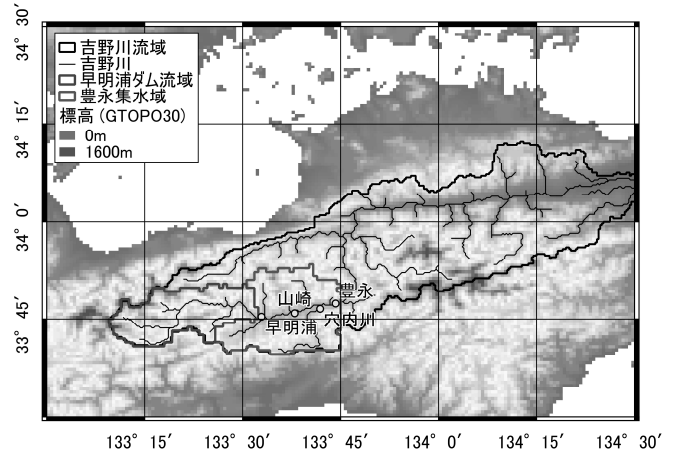 34° 30′
吉野川流域
吉野川
早明浦ダム流域
豊永集水域
標高(GTOPO30)
0m
1600m
34° 15′
34° 0′
33° 45′
豊永
山崎
穴内川
早明浦
133° 15′ 133° 30′ 133° 45′ 134° 0′ 134° 15′ 134° 30′